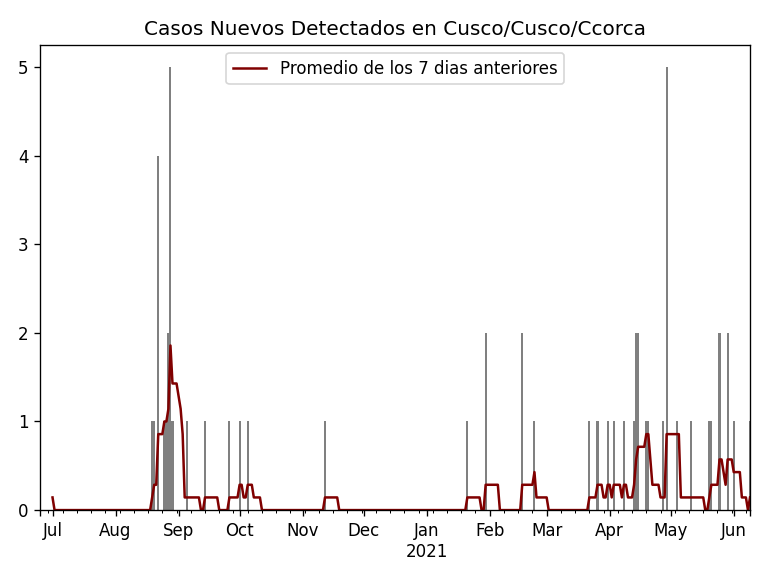 Casos Nuevos Detectados en Cusco/Cusco/Ccorca
Promedio de los 7 dias anteriores
5
4
3
2
1
0
Jul Aug Sep Oct Nov Dec Jan Feb Mar Apr May Jun
2021